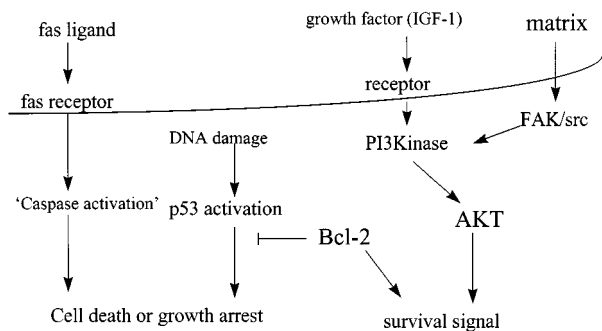 fas ligand
growth factor (IGF-1)
matrix
fas receptor
receptor
DNA damage
PI3Kinase
FAK/src
'Caspase activation'
p53 activation
Bcl-2
AKT
Cell death or growth arrest
survival signal